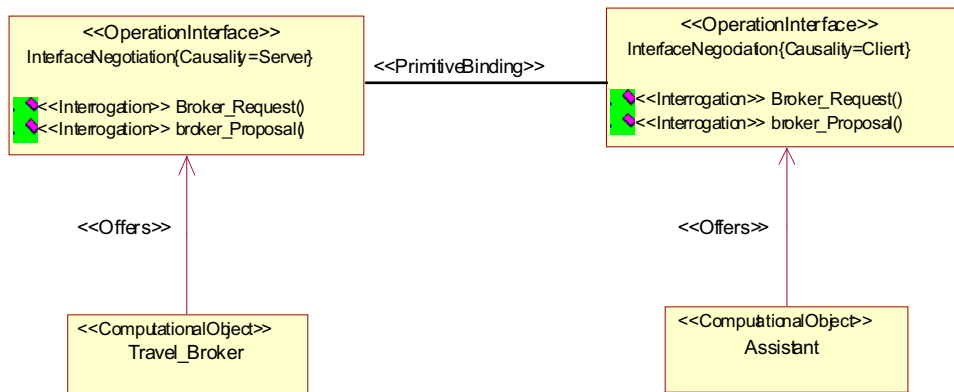 <<OperationInterface>>
InterfaceNegotiation{Causality=Server}
<<Interrogation>> Broker_Request()
<<Interrogation>> broker_Proposal()
<<PrimitiveBinding>>
<<OperationInterface>>
InterfaceNegociation{Causality=Client}
<<Interrogation>> Broker_Request()
<<Interrogation>> broker_Proposal()
<<Offers>>
<<Offers>>
<<ComputationalObject>>
Travel_Broker
<<ComputationalObject>>
Assistant